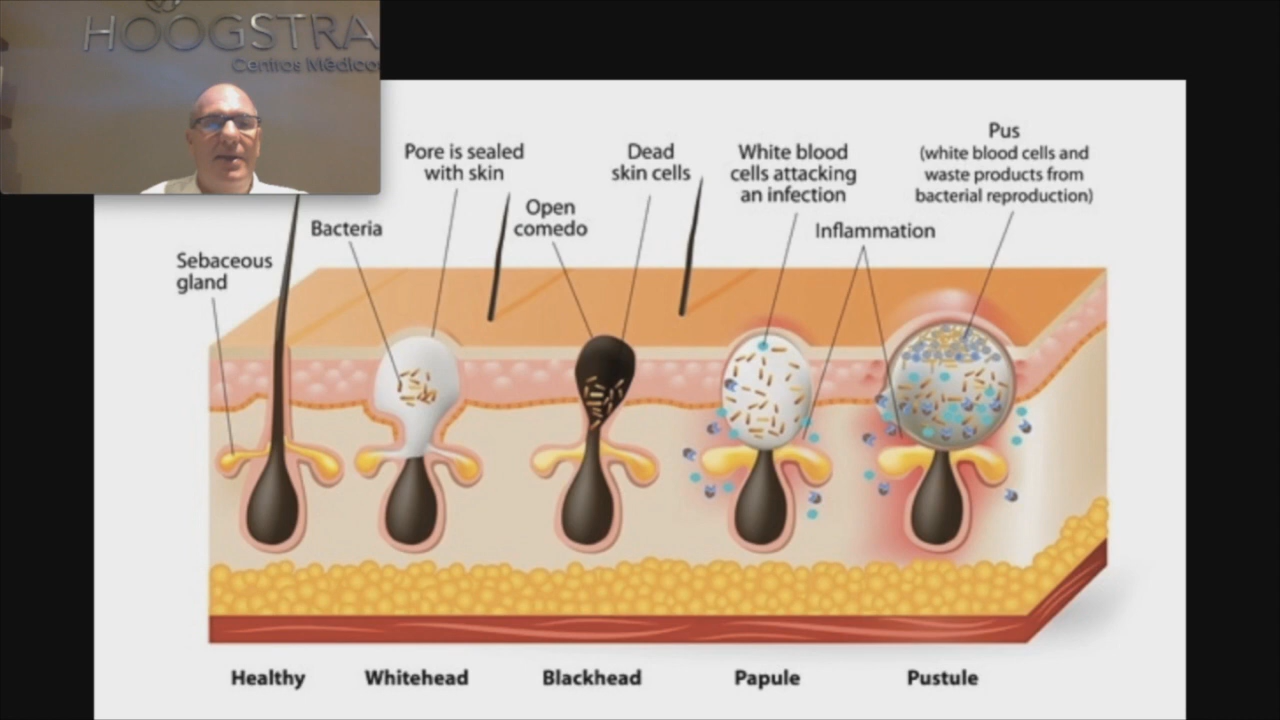 HOOGSTRA
Centros Médico
Pore is sealed
with skin
Dead
skin cells
White blood
cells attacking
an infection
Pus
(white blood cells and
waste products from
bacterial reproduction)
Bacteria
Open
comedo
Inflammation
Sebaceous
gland
Healthy
Whitehead
Blackhead
Papule
Pustule